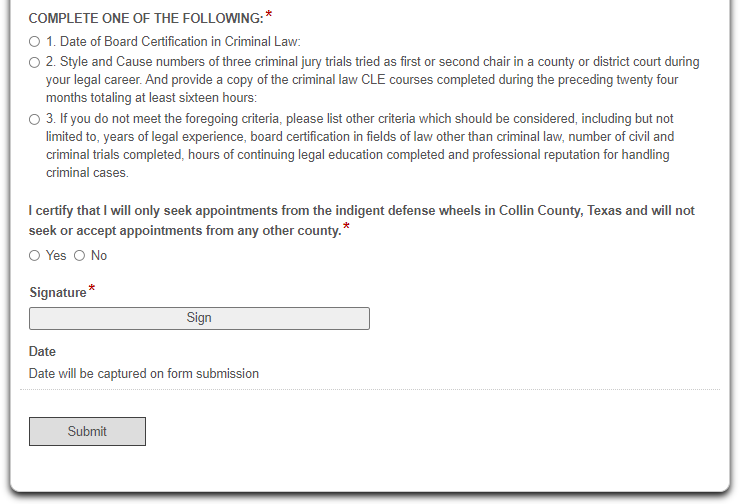 COMPLETE ONE OF THE FOLLOWING:*
1. Date of Board Certification in Criminal Law:
2. Style and Cause numbers of three criminal jury trials tried as first or second chair in a county or district court during
your legal career. And provide a copy of the criminal law CLE courses completed during the preceding twenty four
months totaling at least sixteen hours:
3. If you do not meet the foregoing criteria, please list other criteria which should be considered, including but not
limited to, years of legal experience, board certification in fields of law other than criminal law, number of civil and
criminal trials completed, hours of continuing legal education completed and professional reputation for handling
criminal cases.
I certify that I will only seek appointments from the indigent defense wheels in Collin County, Texas and will not
seek or accept appointments from any other county.*
Yes No
Signature*
Sign
Date
Date will be captured on form submission
Submit